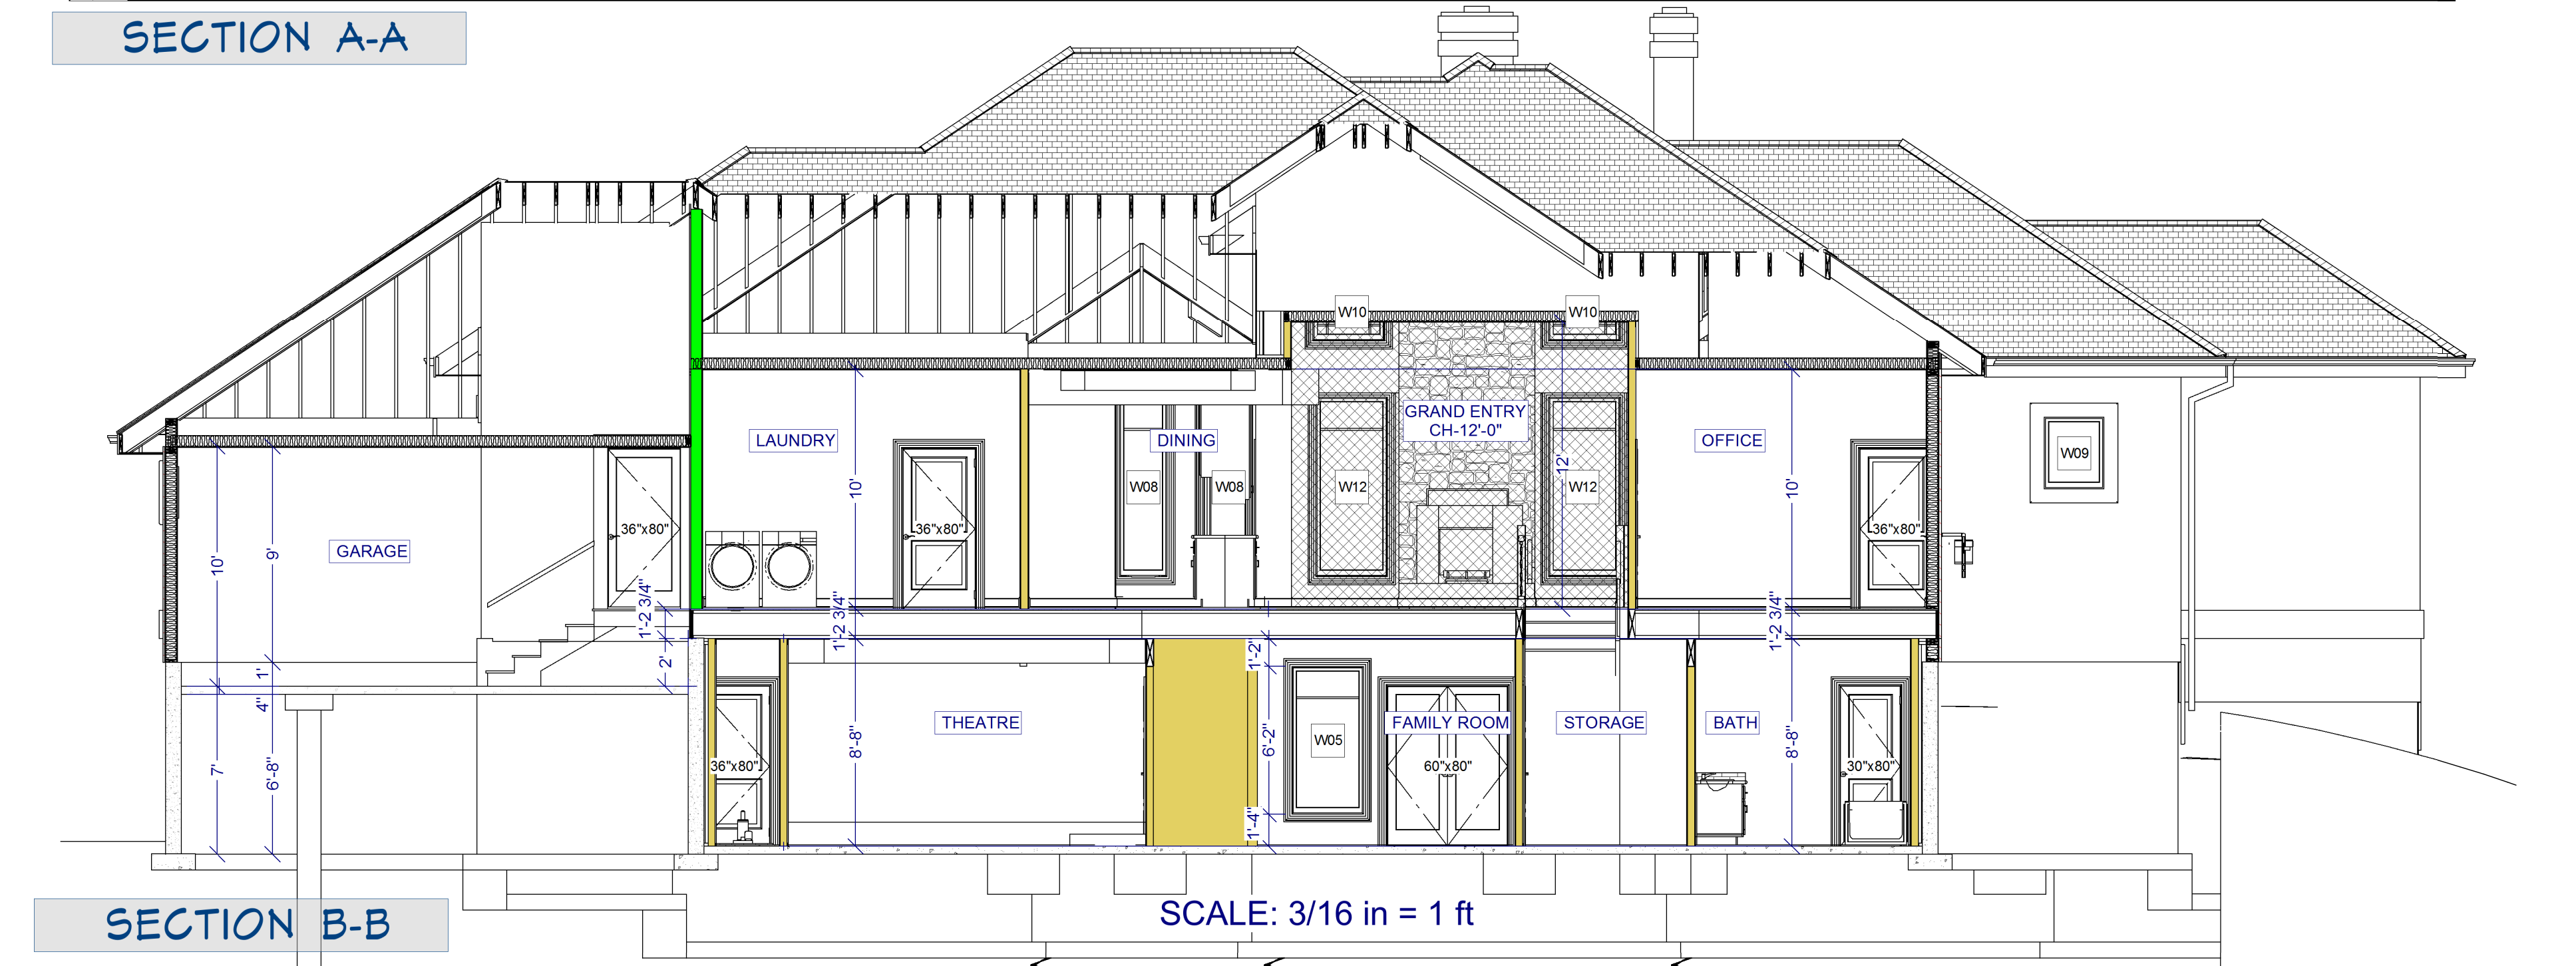 SECTION A-A
W10
W10
GRAND ENTRY
CH-12'-0"
LAUNDRY
DINING
OFFICE
W09
W08
W08
W12
W12
12'
10'
10'
10'
9'
36"x80"
36"x80"
36"x80"
GARAGE
1'-2 3/4"
1'-2 3/4"
1'-2 3/4"
2'
1'
4"
1'-2"
THEATRE
FAMILY ROOM
STORAGE
BATH
W05
6'-2"
8'-8"
8'-8"
7'
6'-8"
36"x80"
60"x80"
30"x80"
1'-4"
SCALE: 3/16 in = 1 ft
SECTION B-B